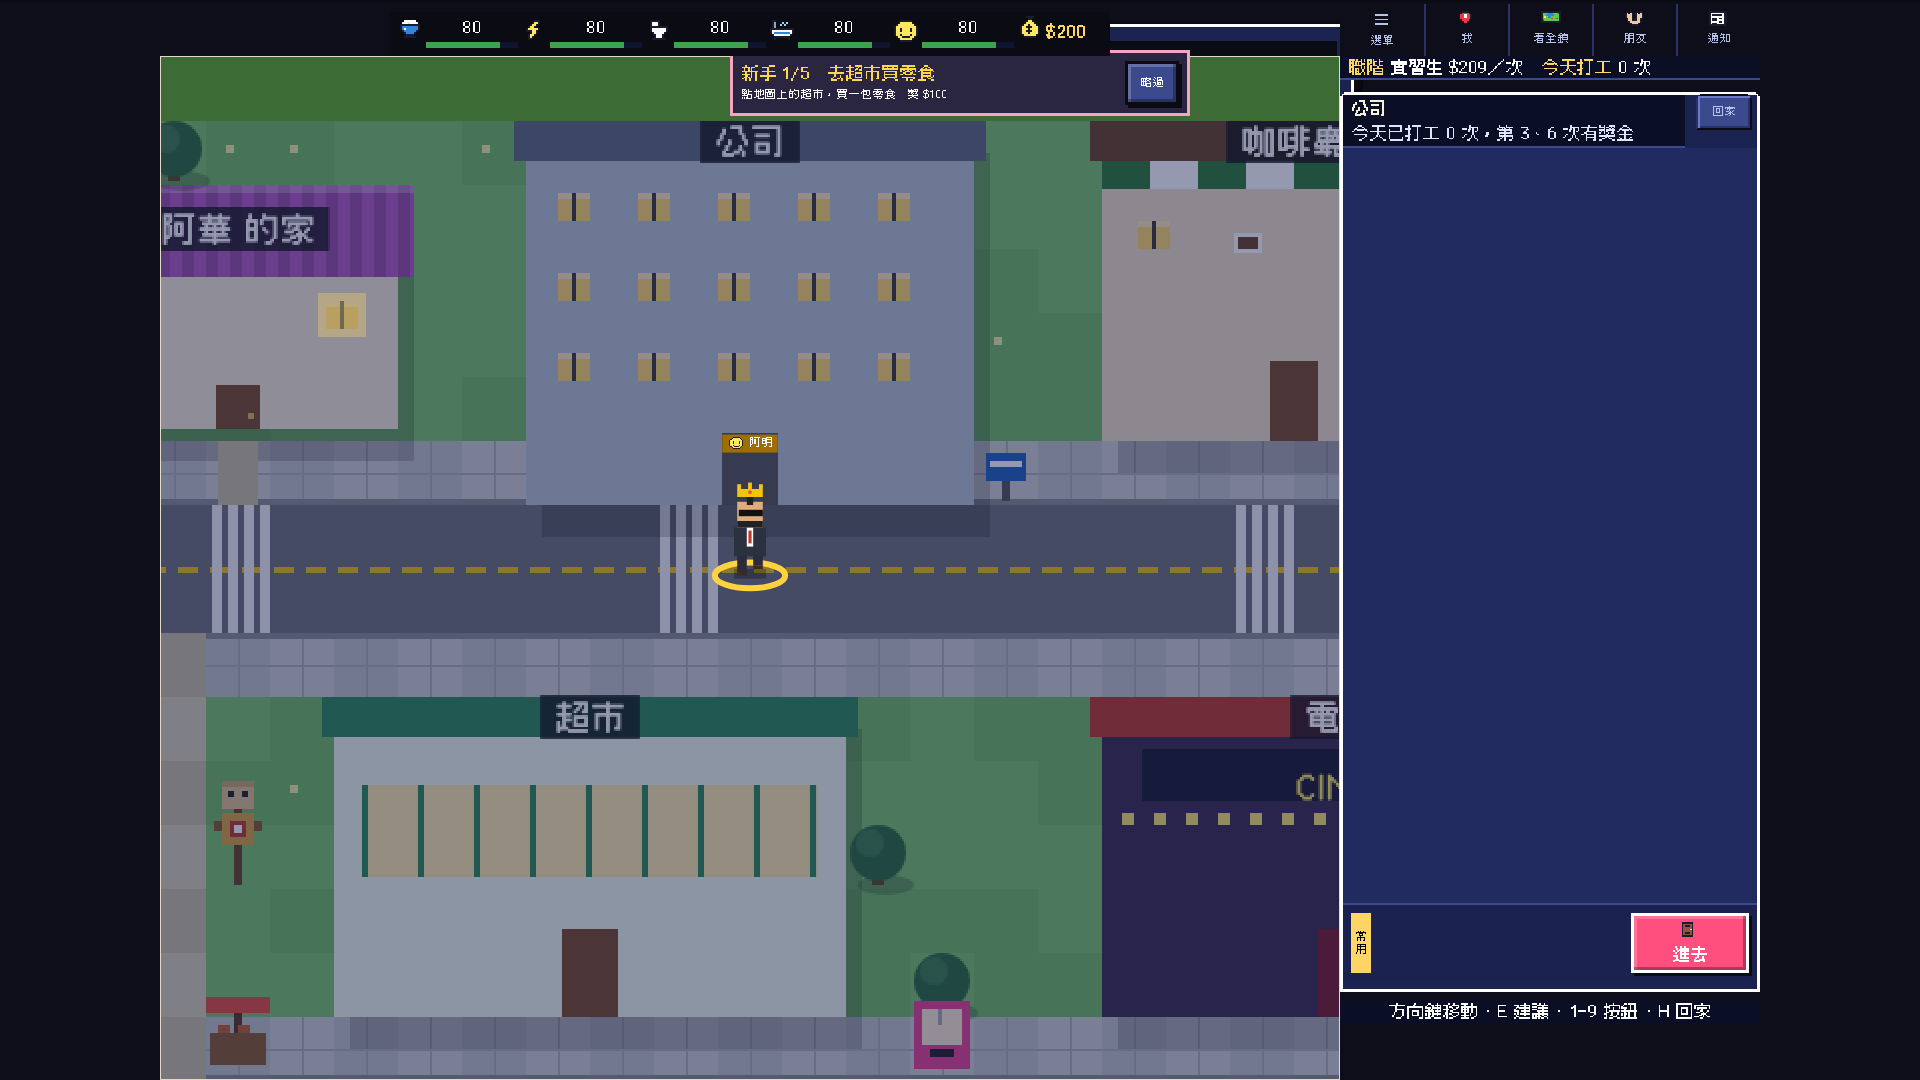 80
80
80
80
80
$200
選單
我
看全鎮
朋友
通知
職階 實習生 $209/次 今天打工 0 次
新手 1/5 去超市買零食
點地圖上的超市，買一包零食 獎 $100
略過
公司
今天已打工 0 次，第 3、6 次有獎金
回家
公司
咖啡
阿華 的家
阿明
超市
電
CIN
常用
進去
方向鍵移動 · E 建議 · 1-9 按鈕 · H 回家